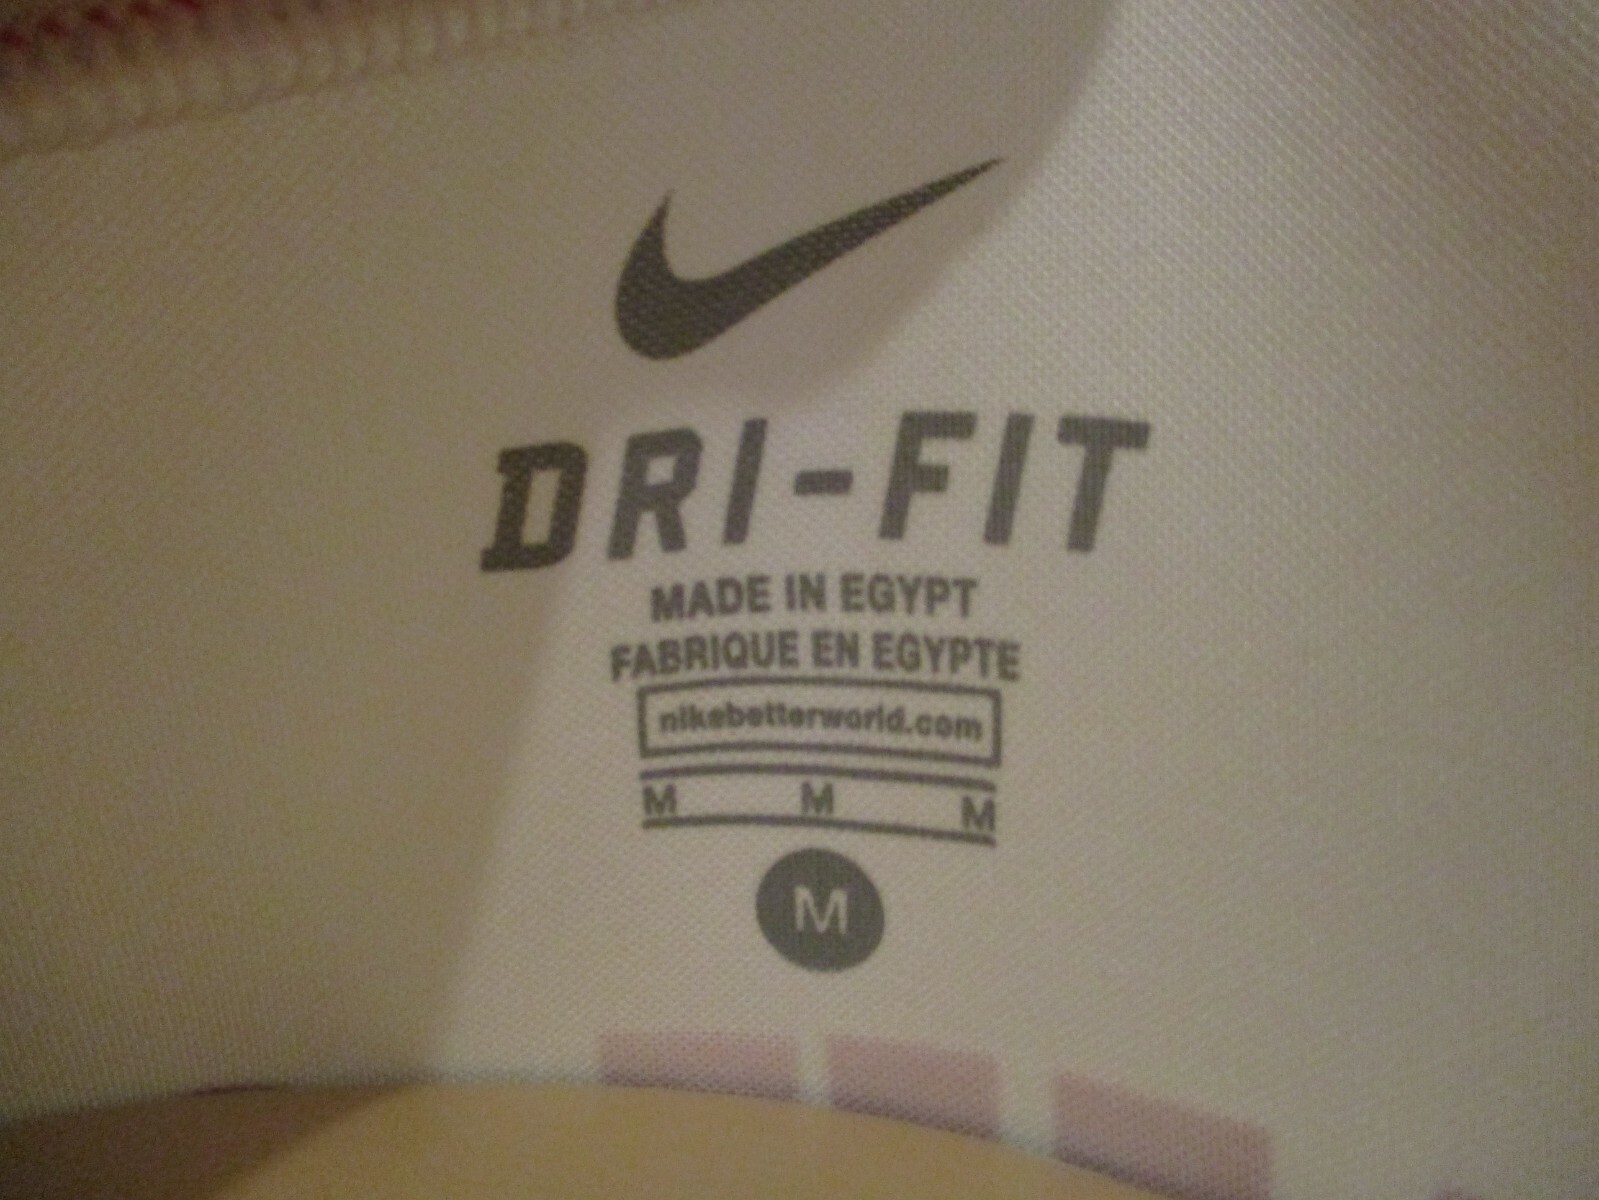 DRI-FIT
MADE IN EGYPT
FABRIQUE EN EGYPTE
nikebetterworld.com
M M M
M